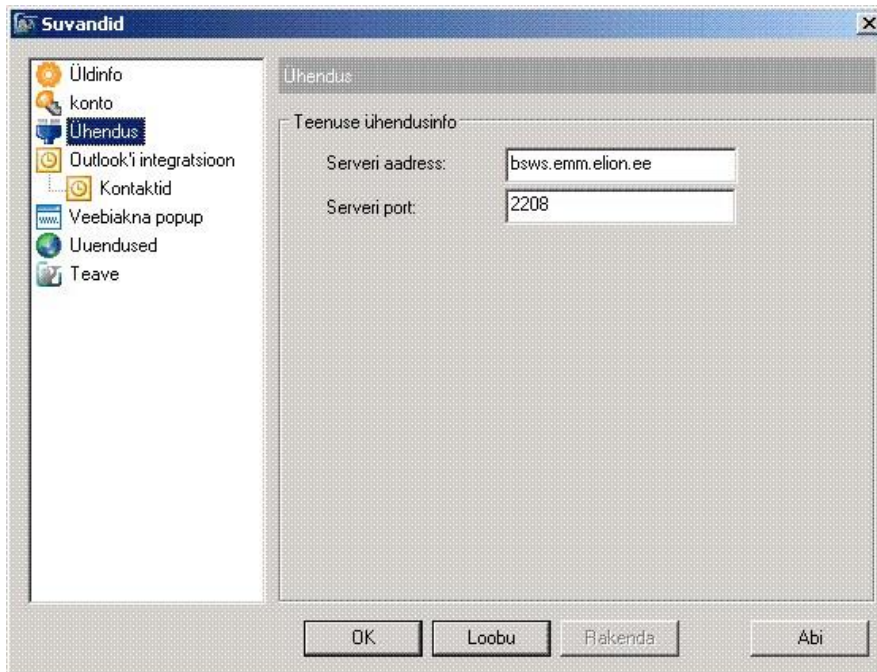 Suvandid
Üldinfo
konto
Ühendus
Outlook'i integratsioon
Kontaktid
Veebiakna popup
Uuendused
Teave
Ühendus
Teenuse ühendusinfo
Serveri aadress: bsws.emm.elion.ee
Serveri port: 2208
OK Loobu Rakenda Abi